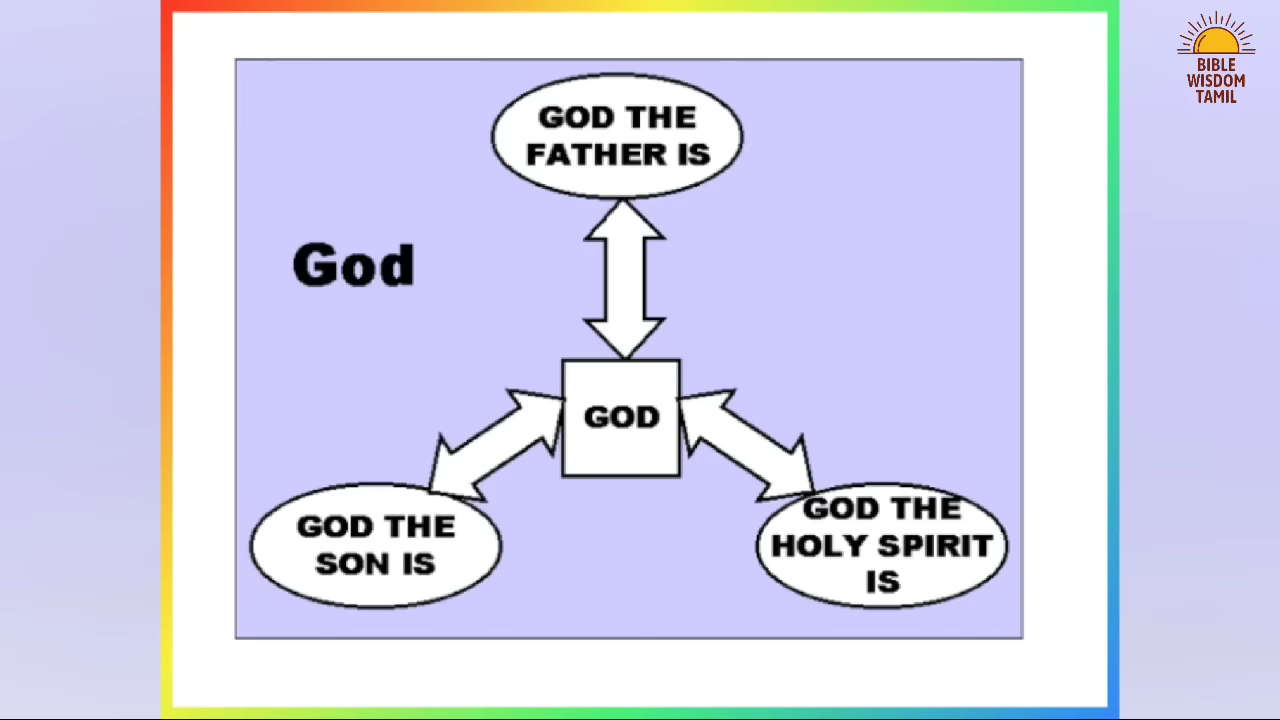 GOD THE
FATHER IS
God
GOD
GOD THE
SON IS
GOD THE
HOLY SPIRIT
IS
BIBLE
WISDOM
TAMIL